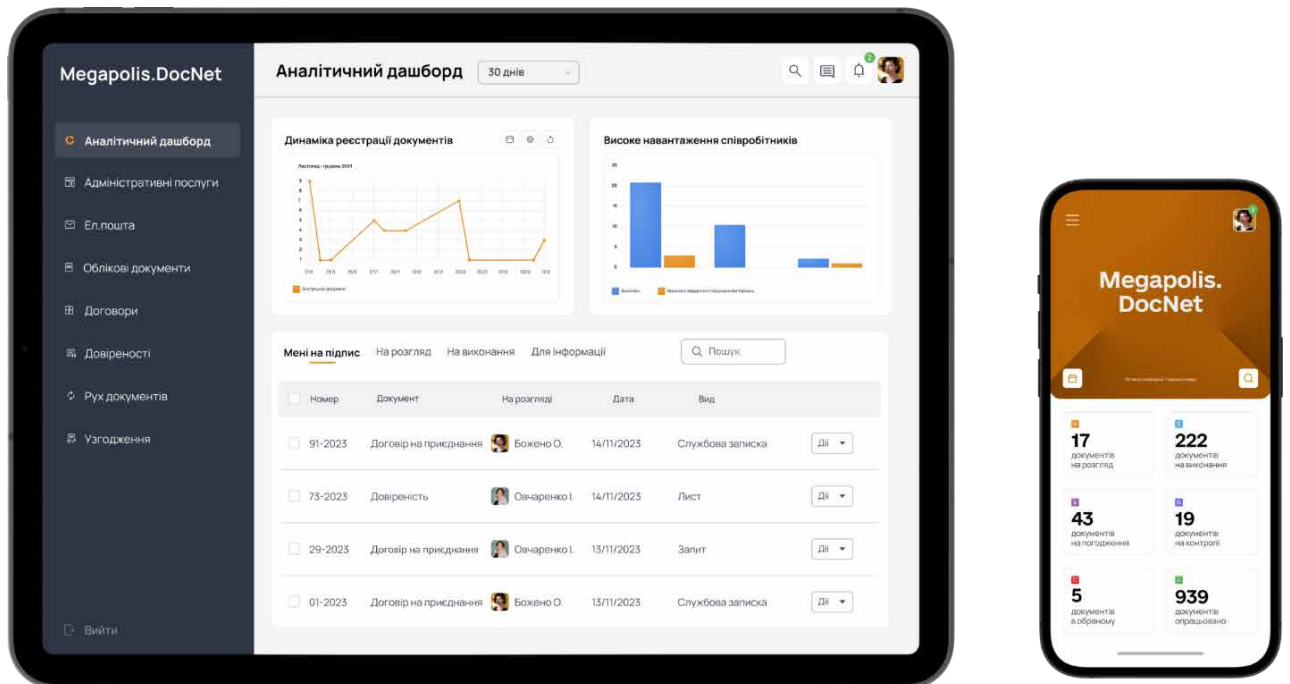 Megapolis.DocNet
Аналітичний дашборд
Адміністративні послуги
Ел.пошта
Облікові документи
Договори
Довіреності
Рух документів
Узгодження
Вийти
Аналітичний дашборд
30 днів
2
Динаміка реєстрації документів
Високе навантаження співробітників
Мені на підпис На розгляд На виконання Для інформації
Пошук
Номер Документ На розгляді Дата Вид
91-2023 Договір на приєднання Божено О. 14/11/2023 Службова записка Дії
73-2023 Довіреність Овчаренко І. 14/11/2023 Лист Дії
29-2023 Договір на приєднання Овчаренко І. 13/11/2023 Запит Дії
01-2023 Договір на приєднання Божено О. 13/11/2023 Службова записка Дії
Megapolis.
DocNet
17
документів
на розгляд
222
документів
на виконання
43
документів
на погодження
19
документів
на контролі
5
документів
в обраному
939
документів
опрацьовано